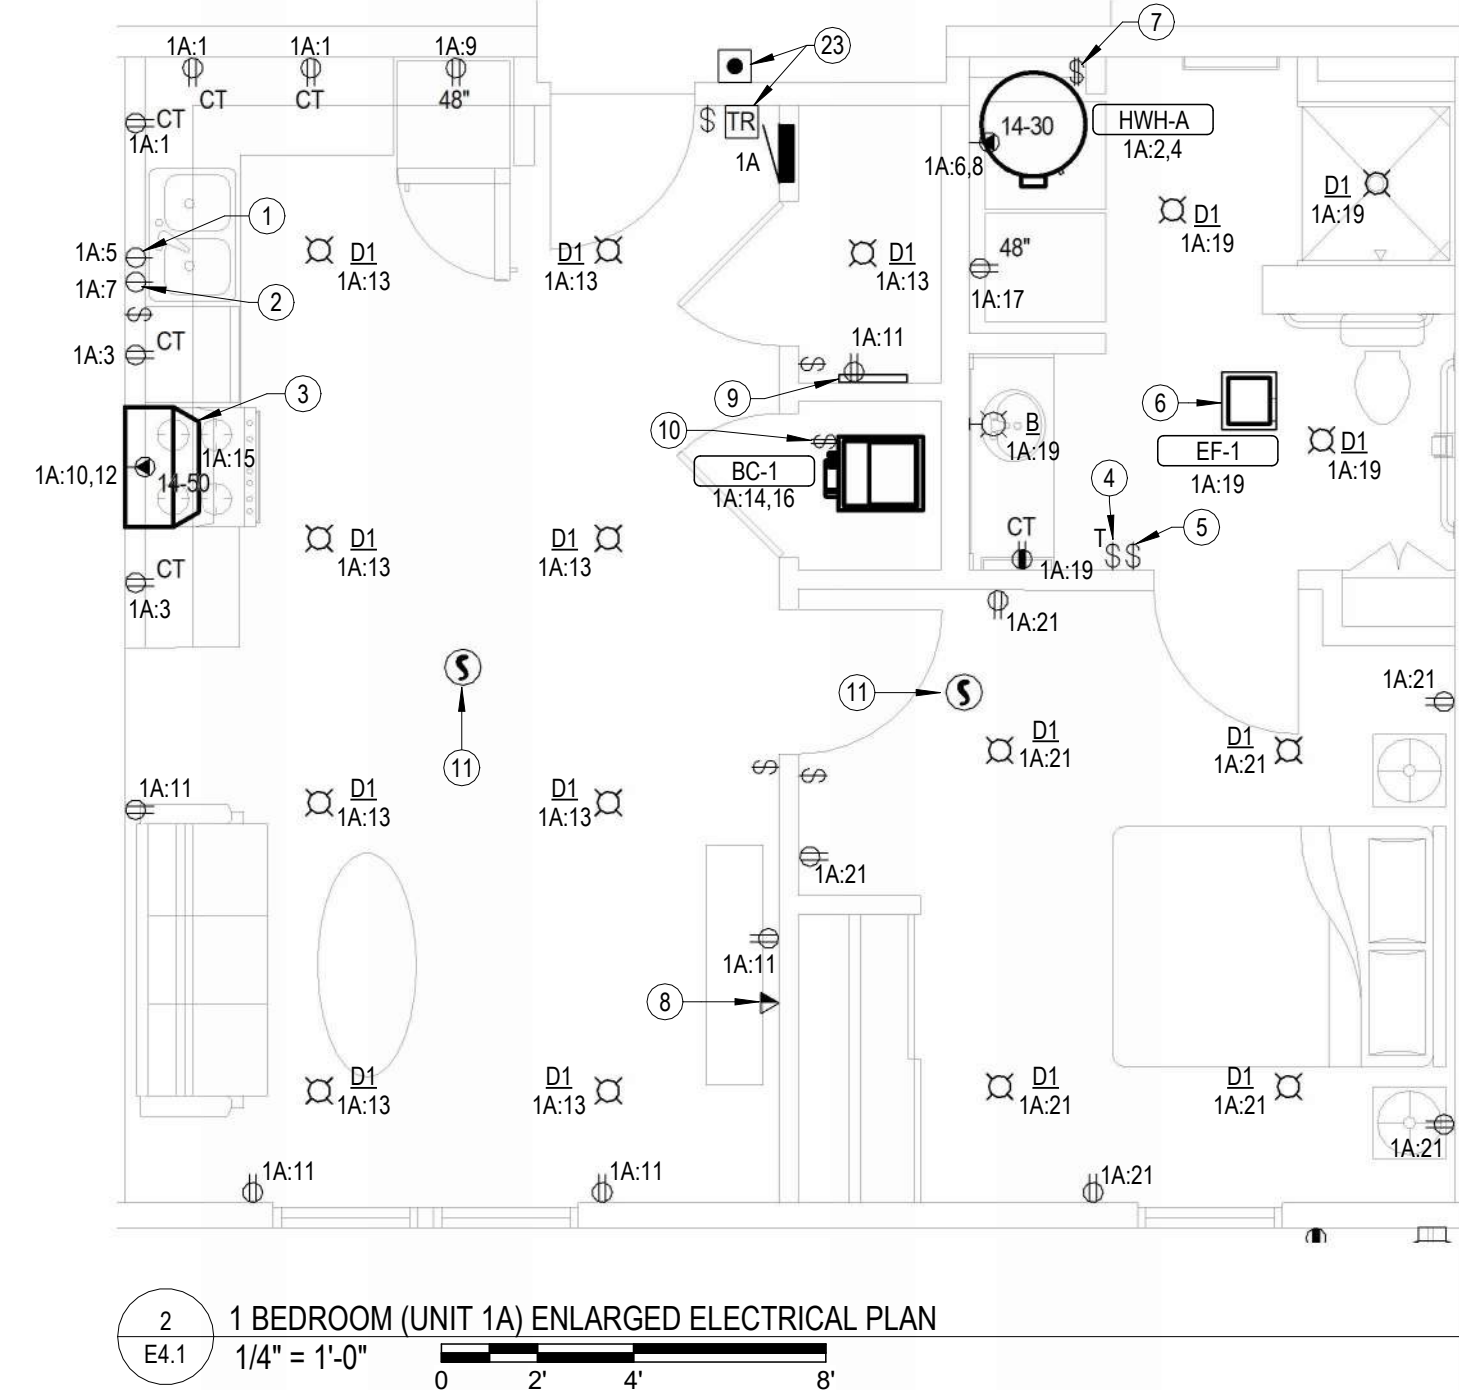 7
1A:1
1A:1
1A:9
23
CT
CT
48"
CT
1A:1
TR
1A
14-30
HWH-A
1A:2,4
1A:6,8
D1
1A:19
D1
1A:19
1
1A:5
1A:7
2
D1
1A:13
D1
1A:13
D1
1A:13
48"
1A:17
CT
1A:3
1A:11
3
9
6
10
B
1A:19
D1
1A:19
EF-1
1A:19
1A:15
1A:10,12
14-50
BC-1
1A:14,16
4
5
CT
T
1A:19
D1
1A:13
D1
1A:13
CT
1A:3
1A:21
S
11
11
S
1A:21
D1
1A:21
D1
1A:21
1A:11
D1
1A:13
D1
1A:13
1A:21
1A:11
8
D1
1A:13
D1
1A:13
D1
1A:21
D1
1A:21
1A:21
1A:11
1A:11
1A:21
2
E4.1
1 BEDROOM (UNIT 1A) ENLARGED ELECTRICAL PLAN
1/4" = 1'-0"
0 2' 4' 8'